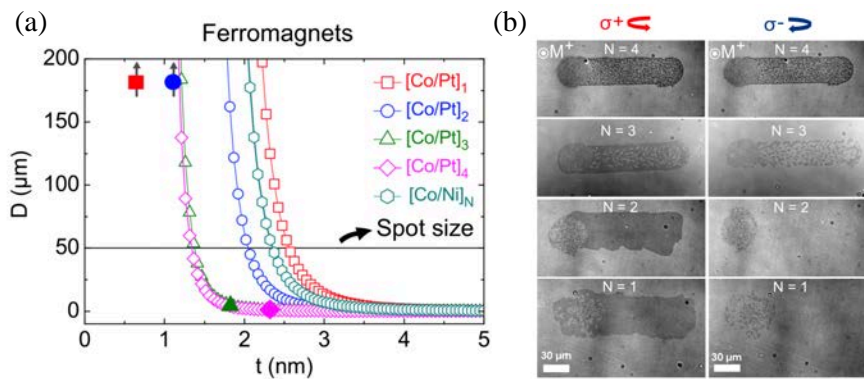 (a)
Ferromagnets
D (μm)
200
150
100
50
0
[Co/Pt]₁
[Co/Pt]₂
[Co/Pt]₃
[Co/Pt]₄
[Co/Ni]N
Spot size
0 1 2 3 4 5
t (nm)
(b)
σ+ σ-
⊙M⁺ N = 4 ⊙M⁺ N = 4
N = 3 N = 3
N = 2 N = 2
N = 1 N = 1
30 μm 30 μm